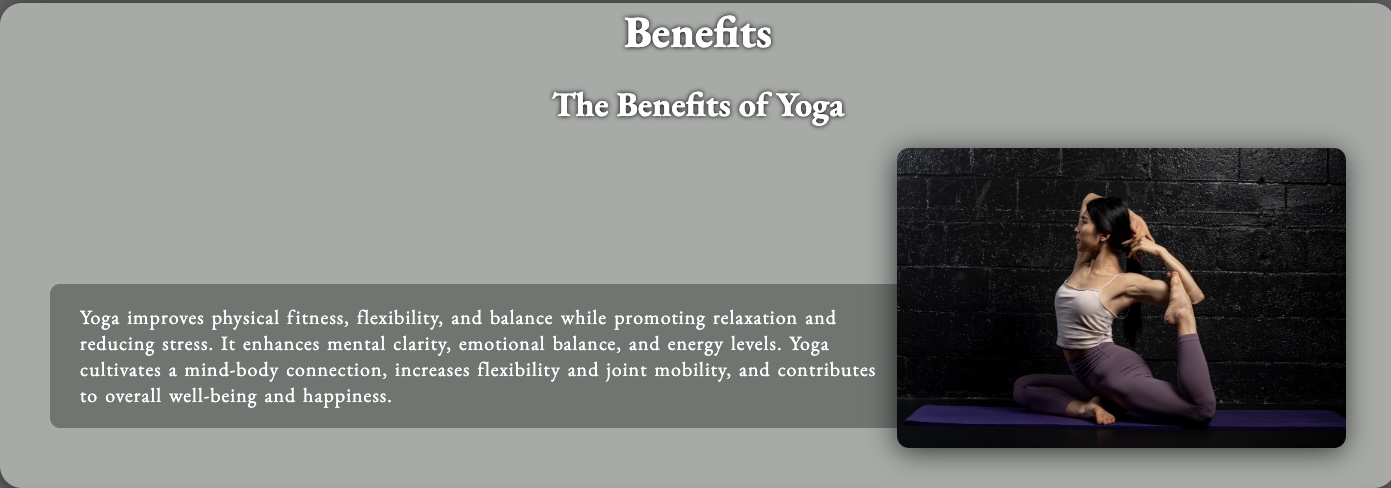 Benefits
The Benefits of Yoga
Yoga improves physical fitness, flexibility, and balance while promoting relaxation and
reducing stress. It enhances mental clarity, emotional balance, and energy levels. Yoga
cultivates a mind-body connection, increases flexibility and joint mobility, and contributes
to overall well-being and happiness.